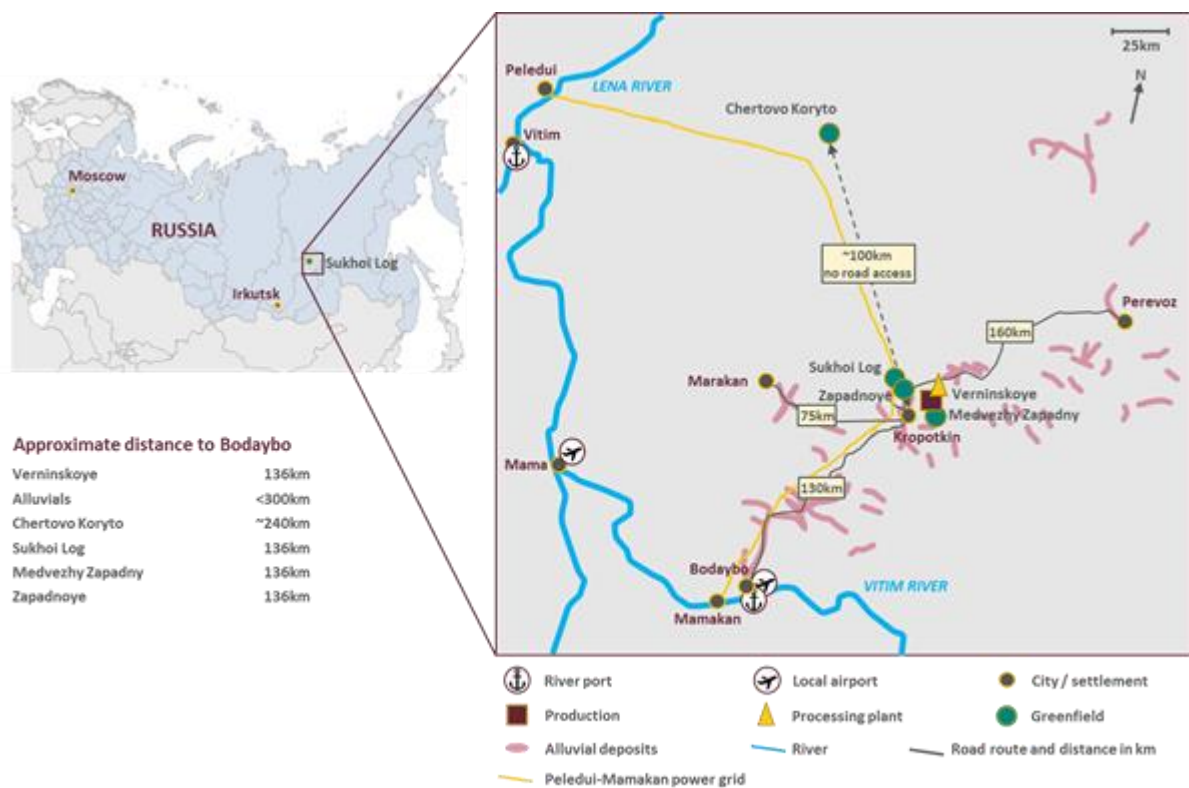 Moscow
RUSSIA
Sukhoi Log
Irkutsk
Approximate distance to Bodaybo
Verninskoye 136km
Alluvials <300km
Chertovo Koryto ~240km
Sukhoi Log 136km
Medvezhy Zapadny 136km
Zapadnoye 136km
25km
N
Peledui
LENA RIVER
Chertovo Koryto
Vitim
~100km
no road access
Perevoz
160km
Sukhoi Log
Marakan
Zapadnoye
Verninskoye
75km
Medvezhy Zapadny
Kropotkin
Mama
130km
Bodaybo
VITIM RIVER
Mamakan
River port
Local airport
City / settlement
Production
Processing plant
Greenfield
Alluvial deposits
River
Road route and distance in km
Peledui-Mamakan power grid